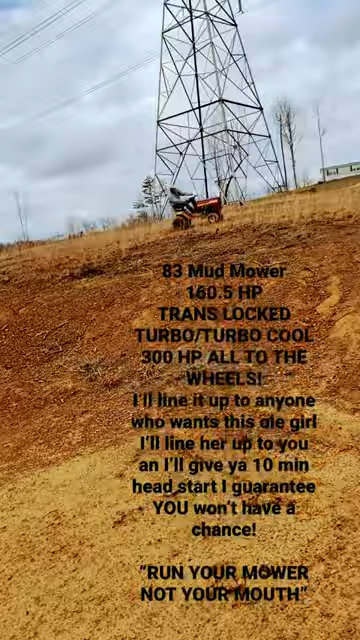 83 Mud Mower
160.5 HP
TRANS LOCKED
TURBO/TURBO COOL
300 HP ALL TO THE
WHEELS!
I'll line it up to anyone
who wants this ole girl
I'll line her up to you
an I'll give ya 10 min
head start I guarantee
YOU won't have a
chance!
"RUN YOUR MOWER
NOT YOUR MOUTH"